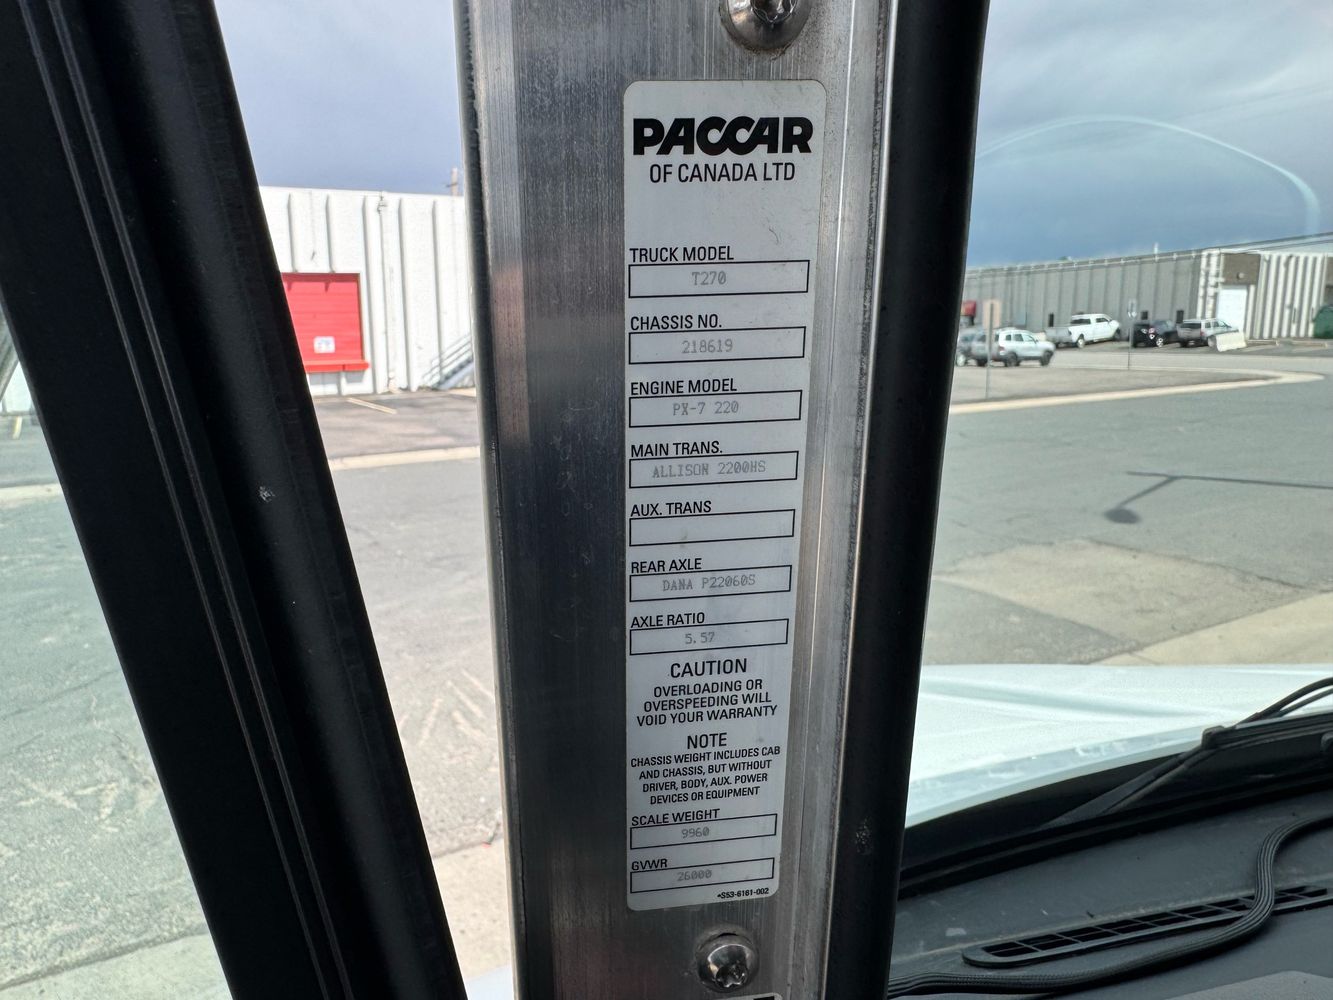 PACCAR
OF CANADA LTD
TRUCK MODEL
T270
CHASSIS NO.
218619
ENGINE MODEL
PX-7 220
MAIN TRANS.
ALLISON 2200HS
AUX. TRANS
REAR AXLE
DANA P22060S
AXLE RATIO
5.57
CAUTION
OVERLOADING OR
OVERSPEEDING WILL
VOID YOUR WARRANTY
NOTE
CHASSIS WEIGHT INCLUDES CAB
AND CHASSIS, BUT WITHOUT
DRIVER, BODY, AUX. POWER
DEVICES OR EQUIPMENT
SCALE WEIGHT
9960
GVWR
26000
*S53-6161-002